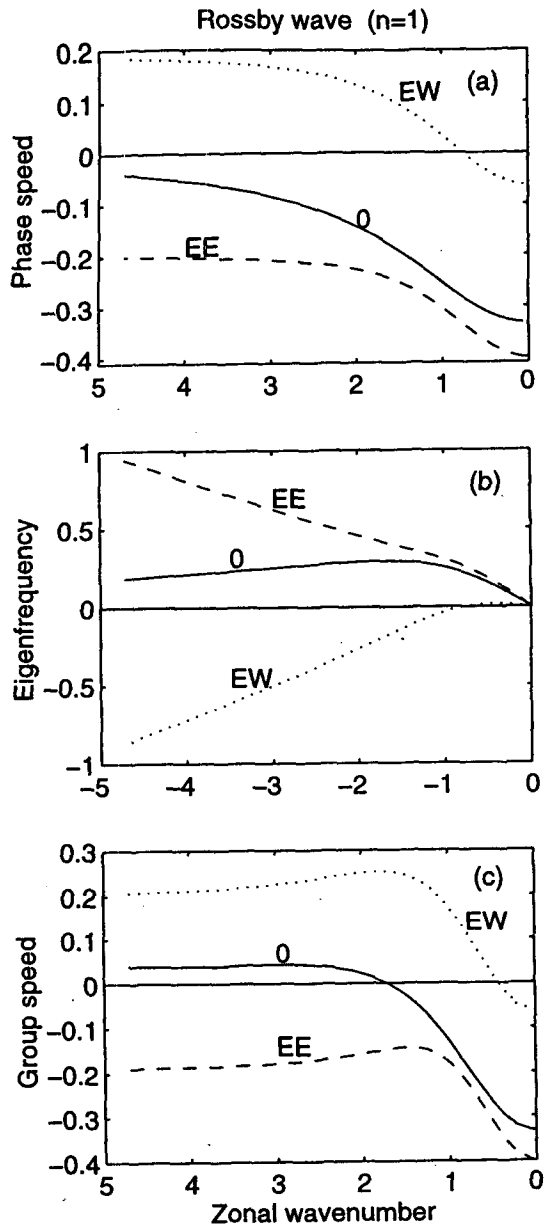 Rossby wave (n=1)
0.2
0.1
0
−0.1
−0.2
−0.3
−0.4
Phase speed
(a)
EW
0
EE
5 4 3 2 1 0
1
0.5
0
−0.5
−1
Eigenfrequency
(b)
EE
0
EW
−5 −4 −3 −2 −1 0
0.3
0.2
0.1
0
−0.1
−0.2
−0.3
−0.4
Group speed
(c)
EW
0
EE
5 4 3 2 1 0
Zonal wavenumber